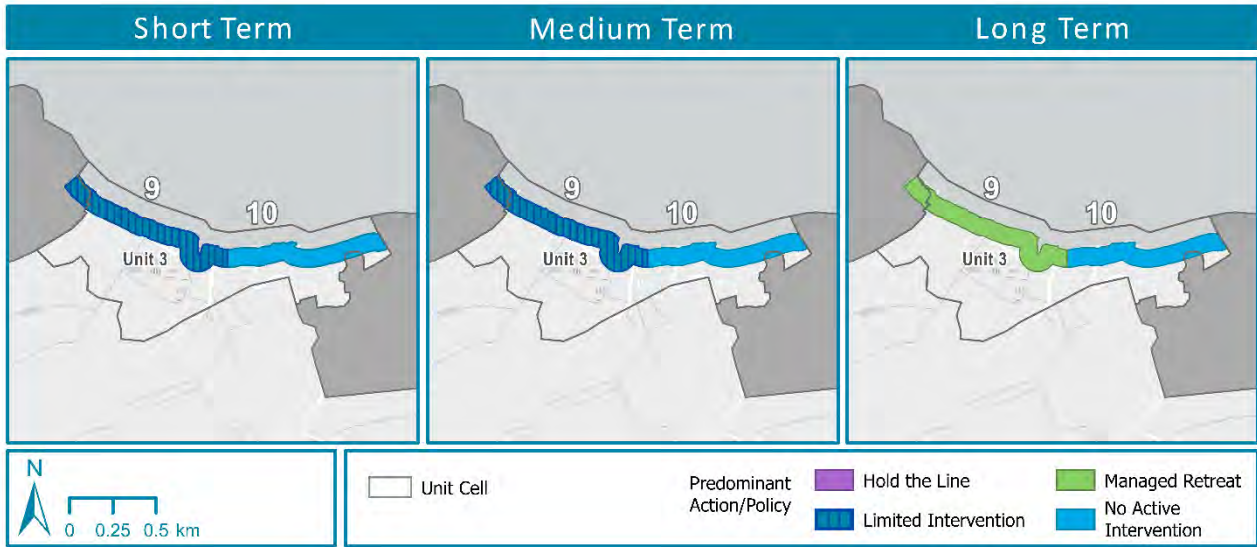 Short Term
Medium Term
Long Term
9
10
Unit 3
9
10
Unit 3
9
10
Unit 3
N
0 0.25 0.5 km
Unit Cell
Predominant
Action/Policy
Hold the Line
Limited Intervention
Managed Retreat
No Active
Intervention